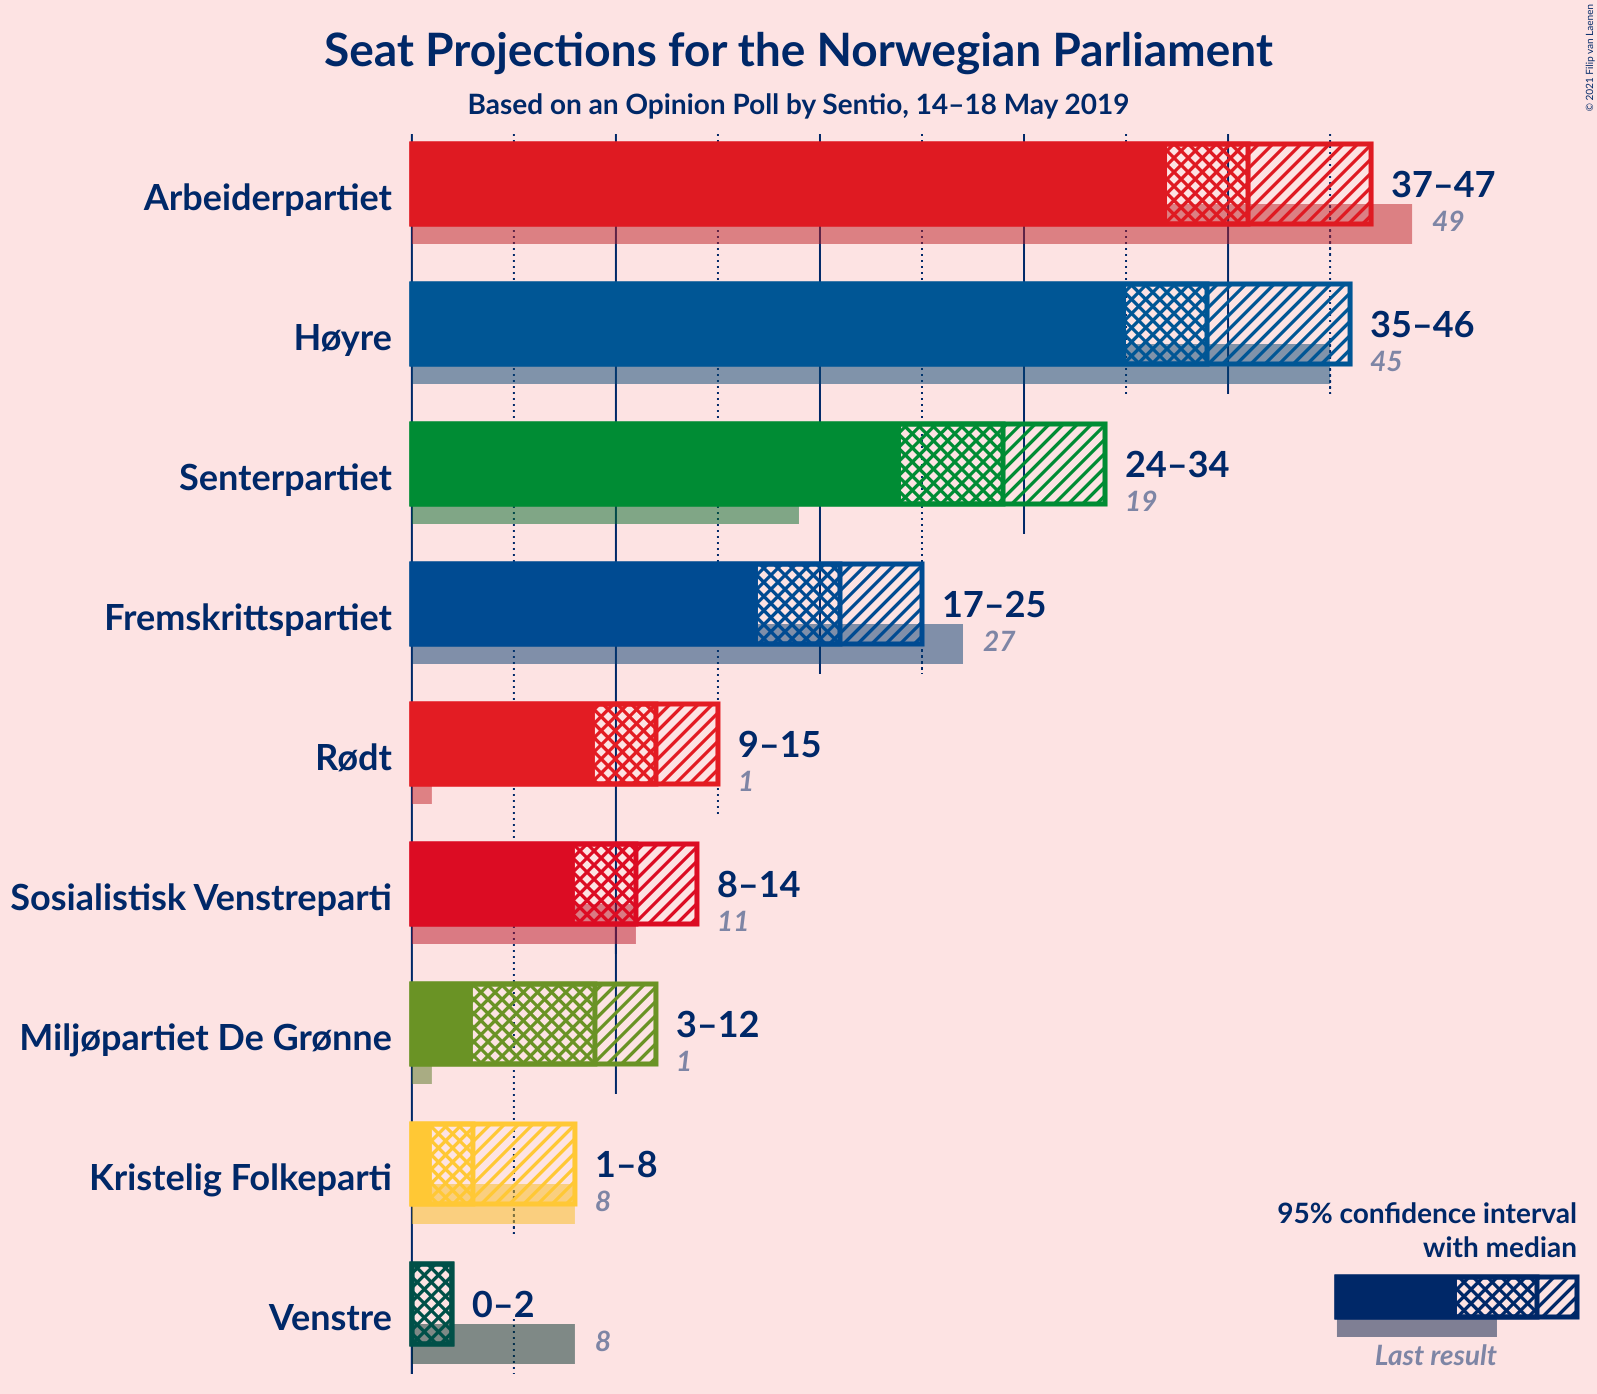 Seat Projections for the Norwegian Parliament
Based on an Opinion Poll by Sentio, 14–18 May 2019
© 2021 Filip van Laenen
Arbeiderpartiet
37–47
49
Høyre
35–46
45
Senterpartiet
24–34
19
Fremskrittspartiet
17–25
27
Rødt
9–15
1
Sosialistisk Venstreparti
8–14
11
Miljøpartiet De Grønne
3–12
1
Kristelig Folkeparti
1–8
8
Venstre
0–2
8
95% confidence interval
with median
Last result